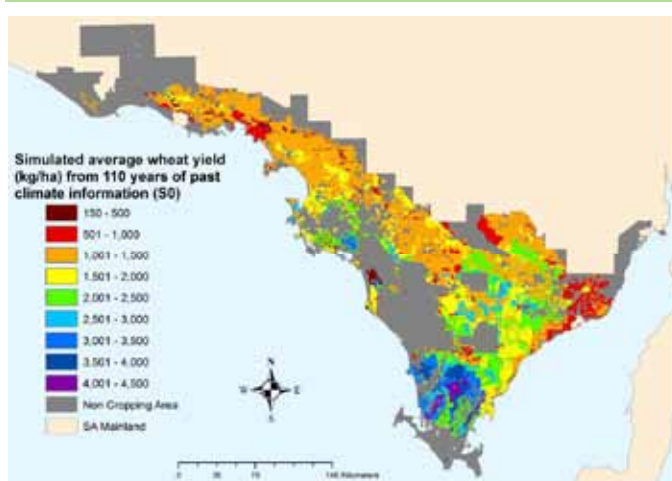 Simulated average wheat yield
(kg/ha) from 110 years of past
climate information (S0)
150 - 500
501 - 1,000
1,001 -
1,501 - 2,000
2,001 - 2,500
2,501 - 3,000
3,001 - 3,500
3,501 - 4,000
4,001 - 4,500
Non Cropping Area
SA Mainland
N
W E
S
0 140 Kilometers